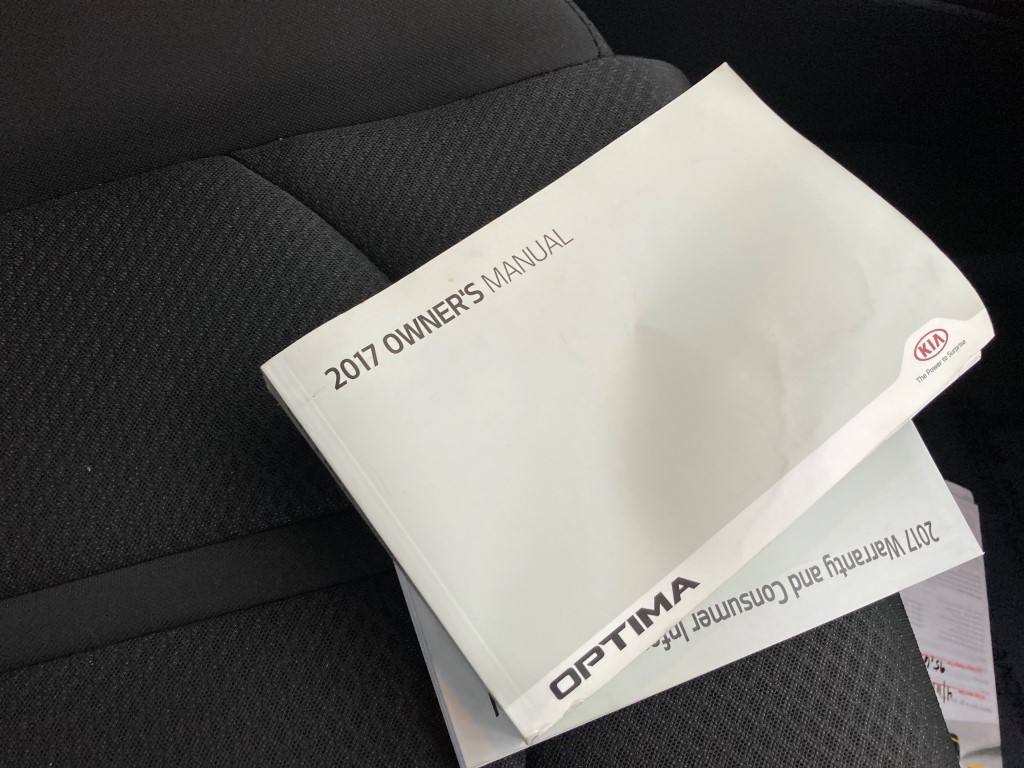 2017 OWNER'S MANUAL
KIA
The Power to Surprise
OPTIMA
2017 Warranty and Consumer